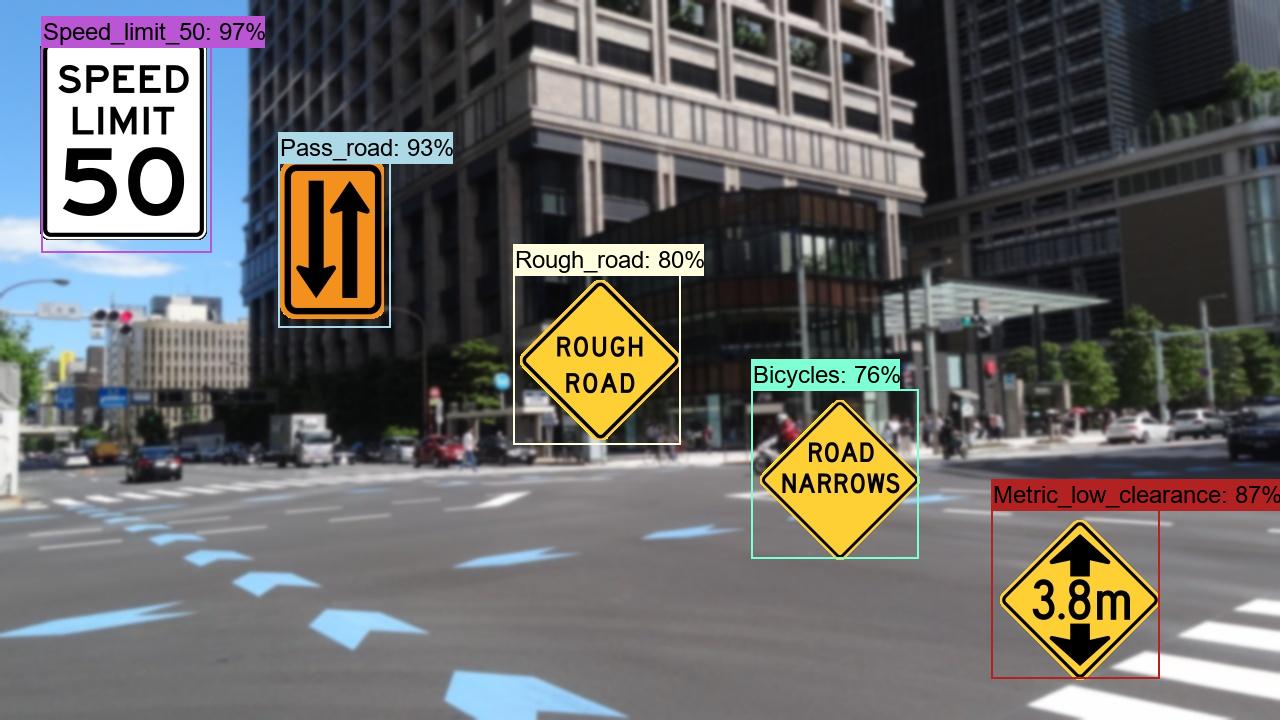 Speed_limit_50: 97%
SPEED
LIMIT
50
Pass_road: 93%
Rough_road: 80%
ROUGH
ROAD
Bicycles: 76%
ROAD
NARROWS
Metric_low_clearance: 87%
3.8m